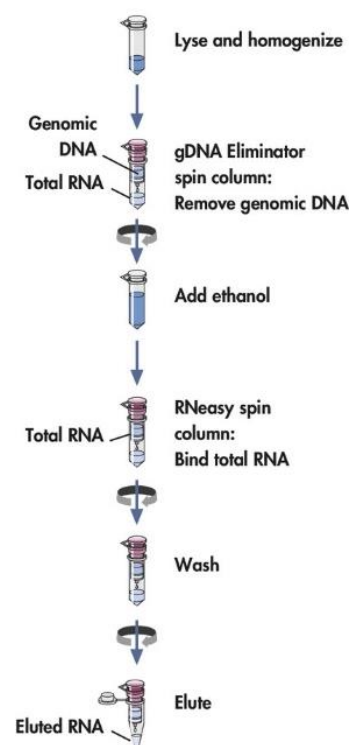 Lyse and homogenize
Genomic
DNA
Total RNA
gDNA Eliminator
spin column:
Remove genomic DNA
Add ethanol
Total RNA
RNeasy spin
column:
Bind total RNA
Wash
Elute
Eluted RNA